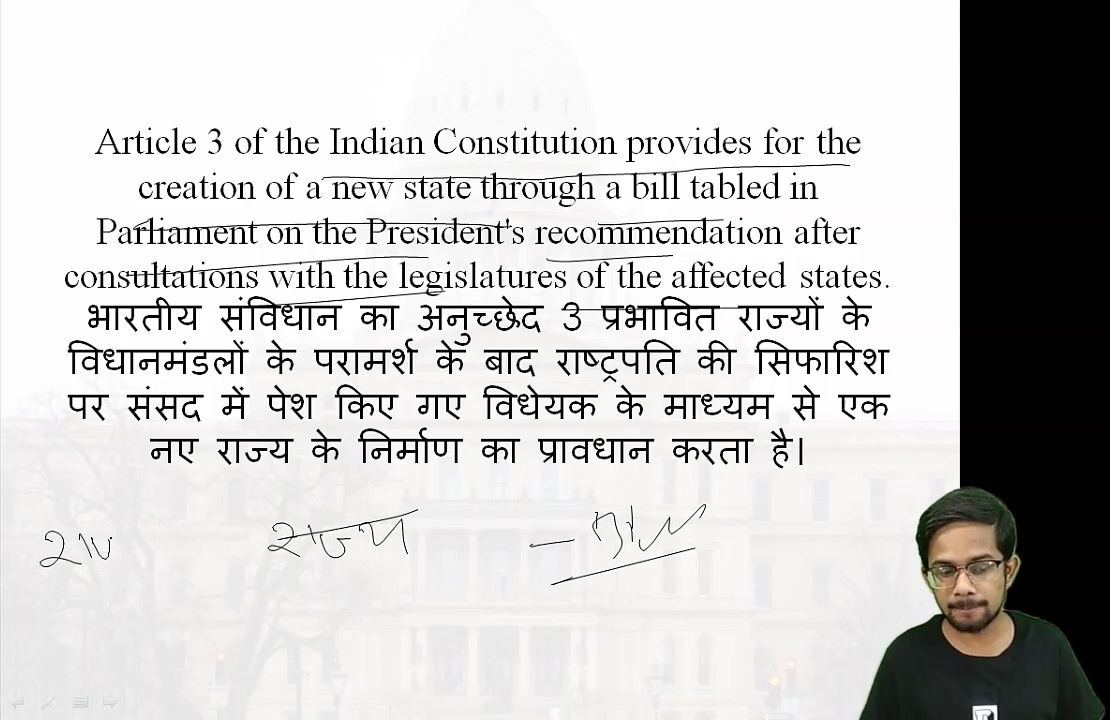 Article 3 of the Indian Constitution provides for the
creation of a new state through a bill tabled in
Parliament on the President's recommendation after
consultations with the legislatures of the affected states.
भारतीय संविधान का अनुच्छेद 3 प्रभावित राज्यों के
विधानमंडलों के परामर्श के बाद राष्ट्रपति की सिफारिश
पर संसद में पेश किए गए विधेयक के माध्यम से एक
नए राज्य के निर्माण का प्रावधान करता है।
राज्य